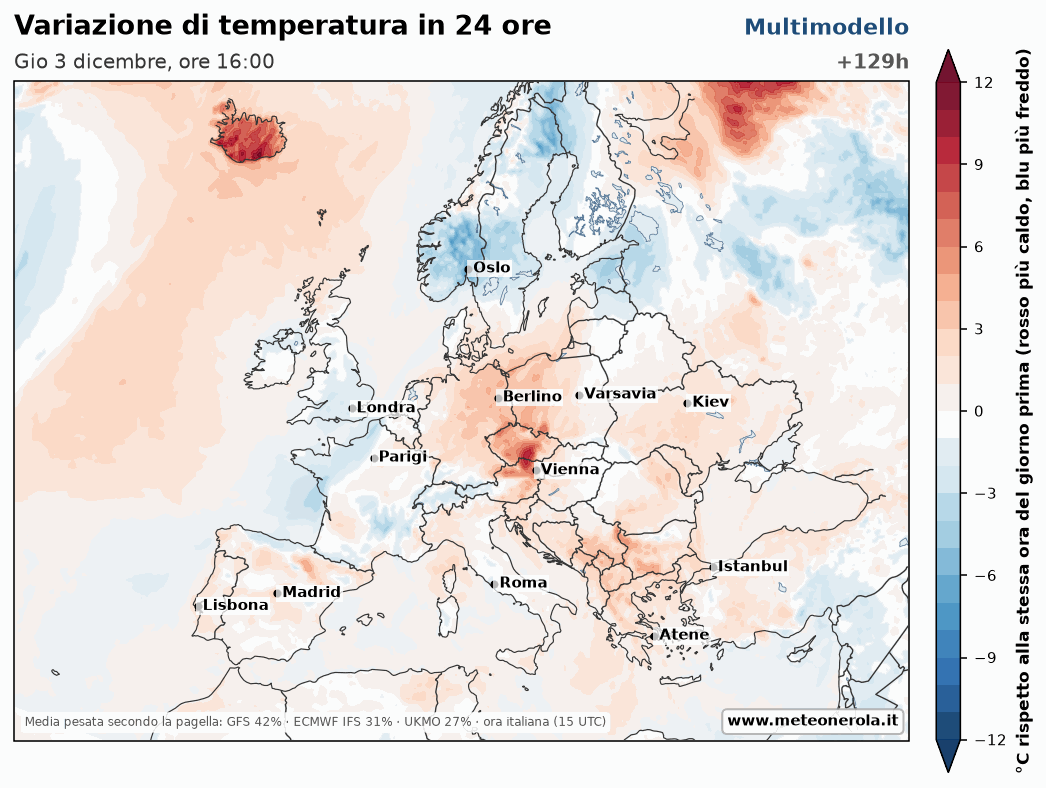 Variazione di temperatura in 24 ore
Multimodello
Gio 3 dicembre, ore 16:00
+129h
Oslo
Berlino
Varsavia
Kiev
Londra
Parigi
Vienna
Istanbul
Roma
Madrid
Lisbona
Atene
Media pesata secondo la pagella: GFS 42% · ECMWF IFS 31% · UKMO 27% · ora italiana (15 UTC)
www.meteonerola.it
12
9
6
3
0
−3
−6
−9
−12
°C rispetto alla stessa ora del giorno prima (rosso più caldo, blu più freddo)